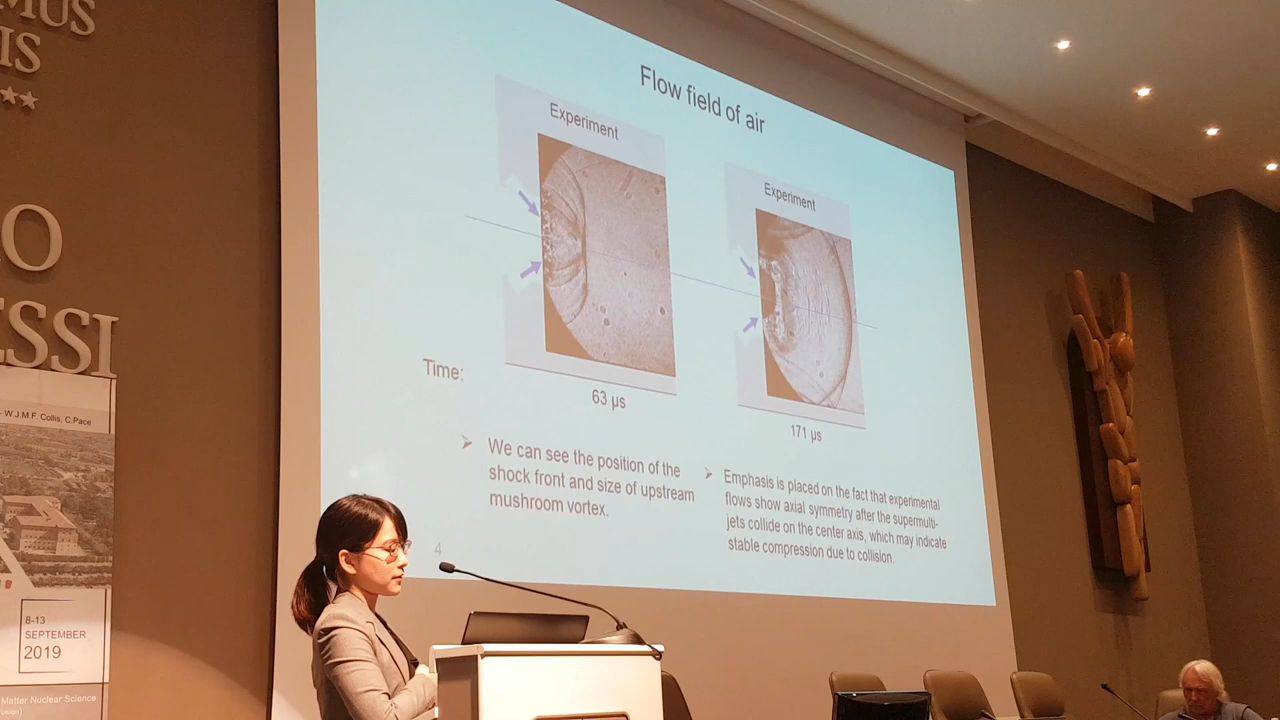 MUS
IS
O
ESSI
- W.J.M.F. Collis, C.Pace
8-13
SEPTEMBER
2019
Matter Nuclear Science
Flow field of air
Experiment
Experiment
Time:
63 µs
171 µs
We can see the position of the
shock front and size of upstream
mushroom vortex.
Emphasis is placed on the fact that experimental
flows show axial symmetry after the supermulti-
jets collide on the center axis, which may indicate
stable compression due to collision.
4